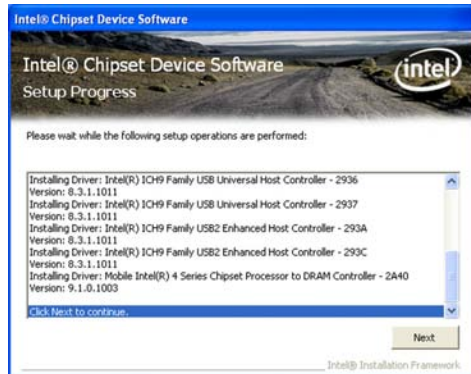 Intel® Chipset Device Software
Intel® Chipset Device Software
Setup Progress
intel
Please wait while the following setup operations are performed:
Installing Driver: Intel(R) ICH9 Family USB Universal Host Controller - 2936
Version: 8.3.1.1011
Installing Driver: Intel(R) ICH9 Family USB Universal Host Controller - 2937
Version: 8.3.1.1011
Installing Driver: Intel(R) ICH9 Family USB2 Enhanced Host Controller - 293A
Version: 8.3.1.1011
Installing Driver: Intel(R) ICH9 Family USB2 Enhanced Host Controller - 293C
Version: 8.3.1.1011
Installing Driver: Mobile Intel(R) 4 Series Chipset Processor to DRAM Controller - 2A40
Version: 9.1.0.1003
Click Next to continue.
Next
Intel® Installation Framework